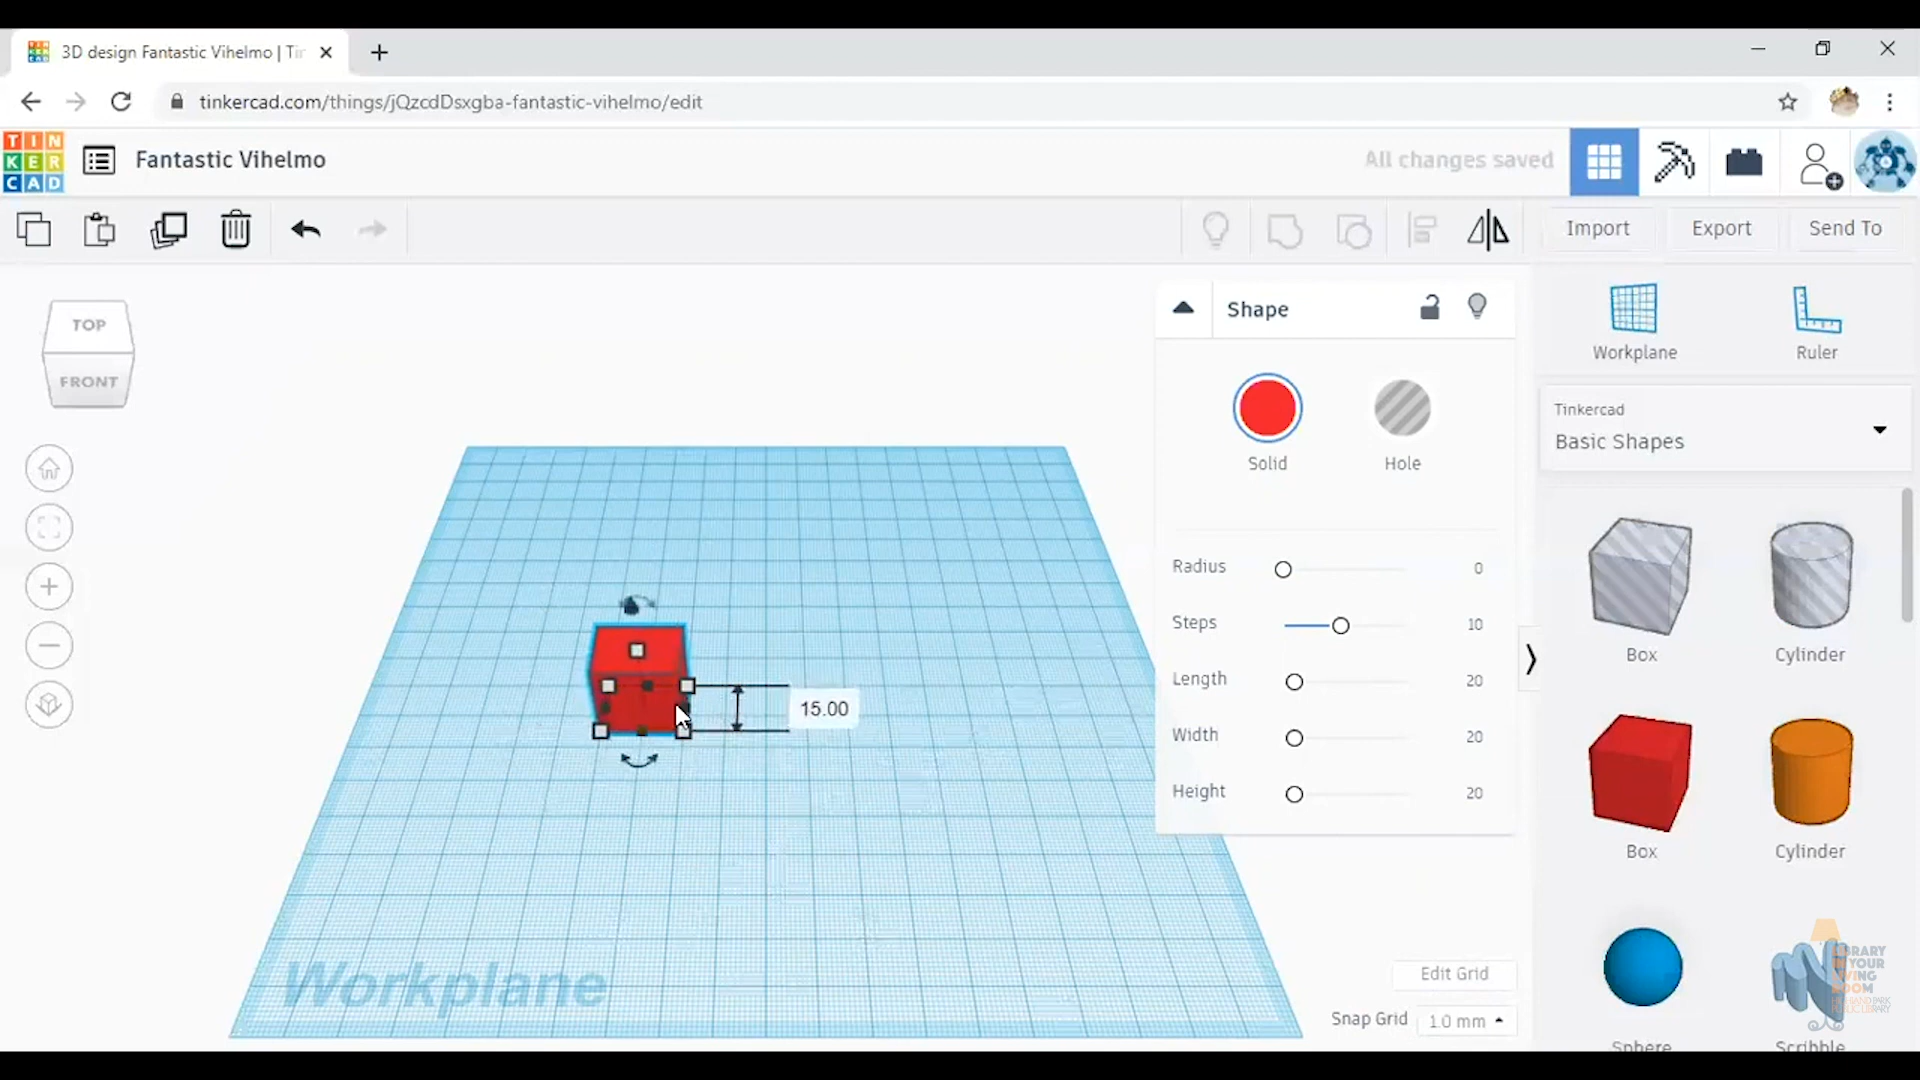 3D design Fantastic Vihelmo | Tin
tinkercad.com/things/jQzcdDsxgba-fantastic-vihelmo/edit
TIN
KER
CAD
Fantastic Vihelmo
All changes saved
Import
Export
Send To
TOP
FRONT
Shape
Solid
Hole
Radius 0
Steps 10
Length 20
Width 20
Height 20
Workplane
Ruler
Tinkercad
Basic Shapes
Box
Cylinder
Box
Cylinder
Sphere
Scribble
15.00
Workplane
Edit Grid
Snap Grid 1.0 mm